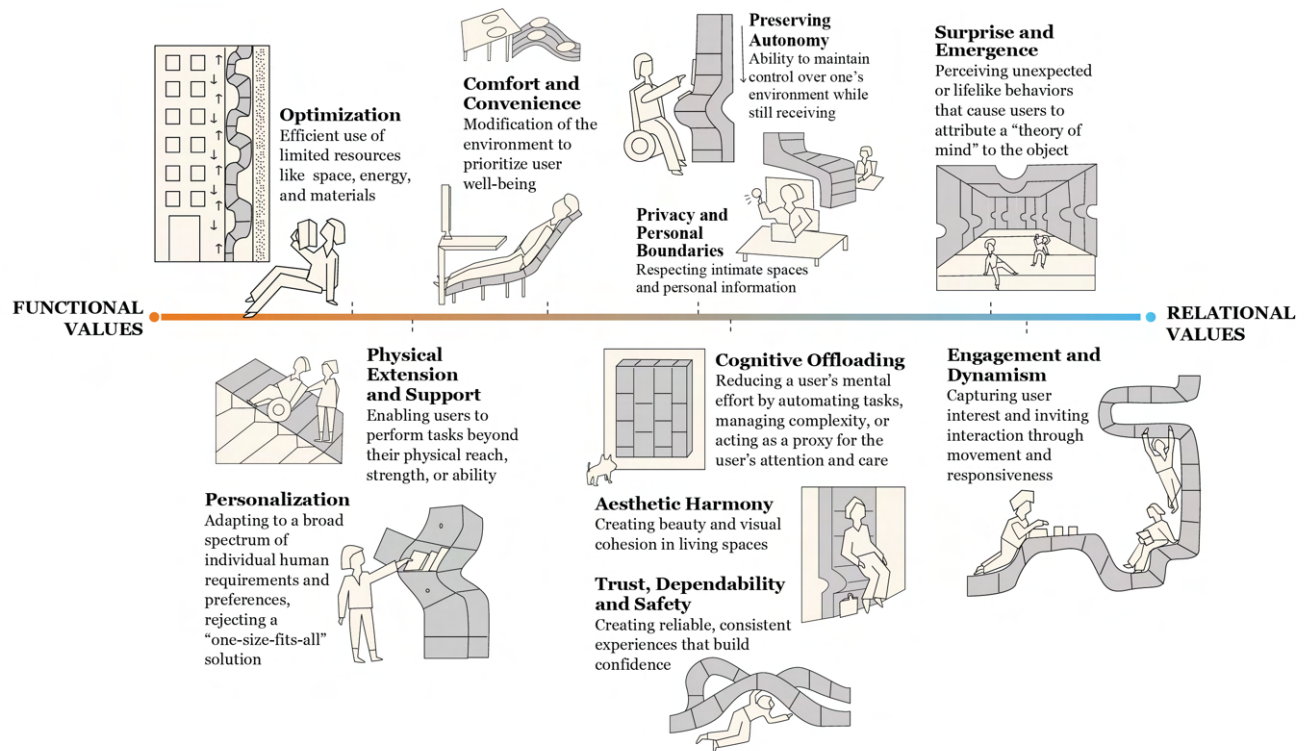 Optimization
Efficient use of
limited resources
like space, energy,
and materials
Comfort and
Convenience
Modification of the
environment to
prioritize user
well-being
Preserving
Autonomy
Ability to maintain
control over one's
environment while
still receiving
Privacy and
Personal
Boundaries
Respecting intimate spaces
and personal information
Surprise and
Emergence
Perceiving unexpected
or lifelike behaviors
that cause users to
attribute a “theory of
mind” to the object
FUNCTIONAL
VALUES
RELATIONAL
VALUES
Physical
Extension
and Support
Enabling users to
perform tasks beyond
their physical reach,
strength, or ability
Personalization
Adapting to a broad
spectrum of
individual human
requirements and
preferences,
rejecting a
“one-size-fits-all”
solution
Cognitive Offloading
Reducing a user’s mental
effort by automating tasks,
managing complexity, or
acting as a proxy for the
user’s attention and care
Aesthetic Harmony
Creating beauty and visual
cohesion in living spaces
Trust, Dependability
and Safety
Creating reliable, consistent
experiences that build
confidence
Engagement and
Dynamism
Capturing user
interest and inviting
interaction through
movement and
responsiveness